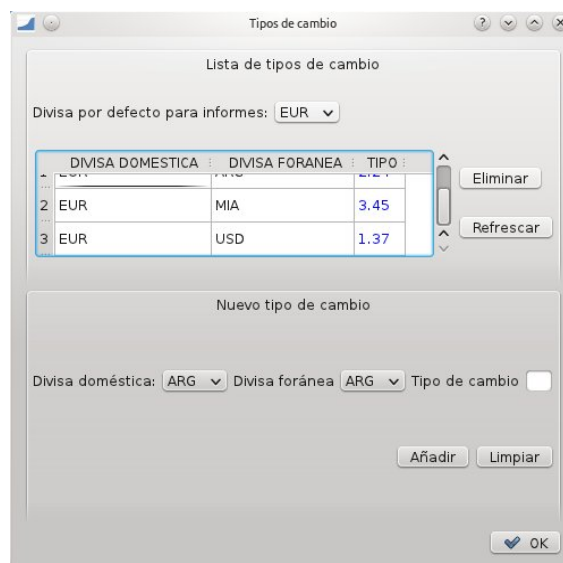 Tipos de cambio
Lista de tipos de cambio
Divisa por defecto para informes: EUR
DIVISA DOMESTICA DIVISA FORANEA TIPO
Eliminar
2 EUR MIA 3.45
Refrescar
3 EUR USD 1.37
Nuevo tipo de cambio
Divisa doméstica: ARG Divisa foránea ARG Tipo de cambio
Añadir Limpiar
OK